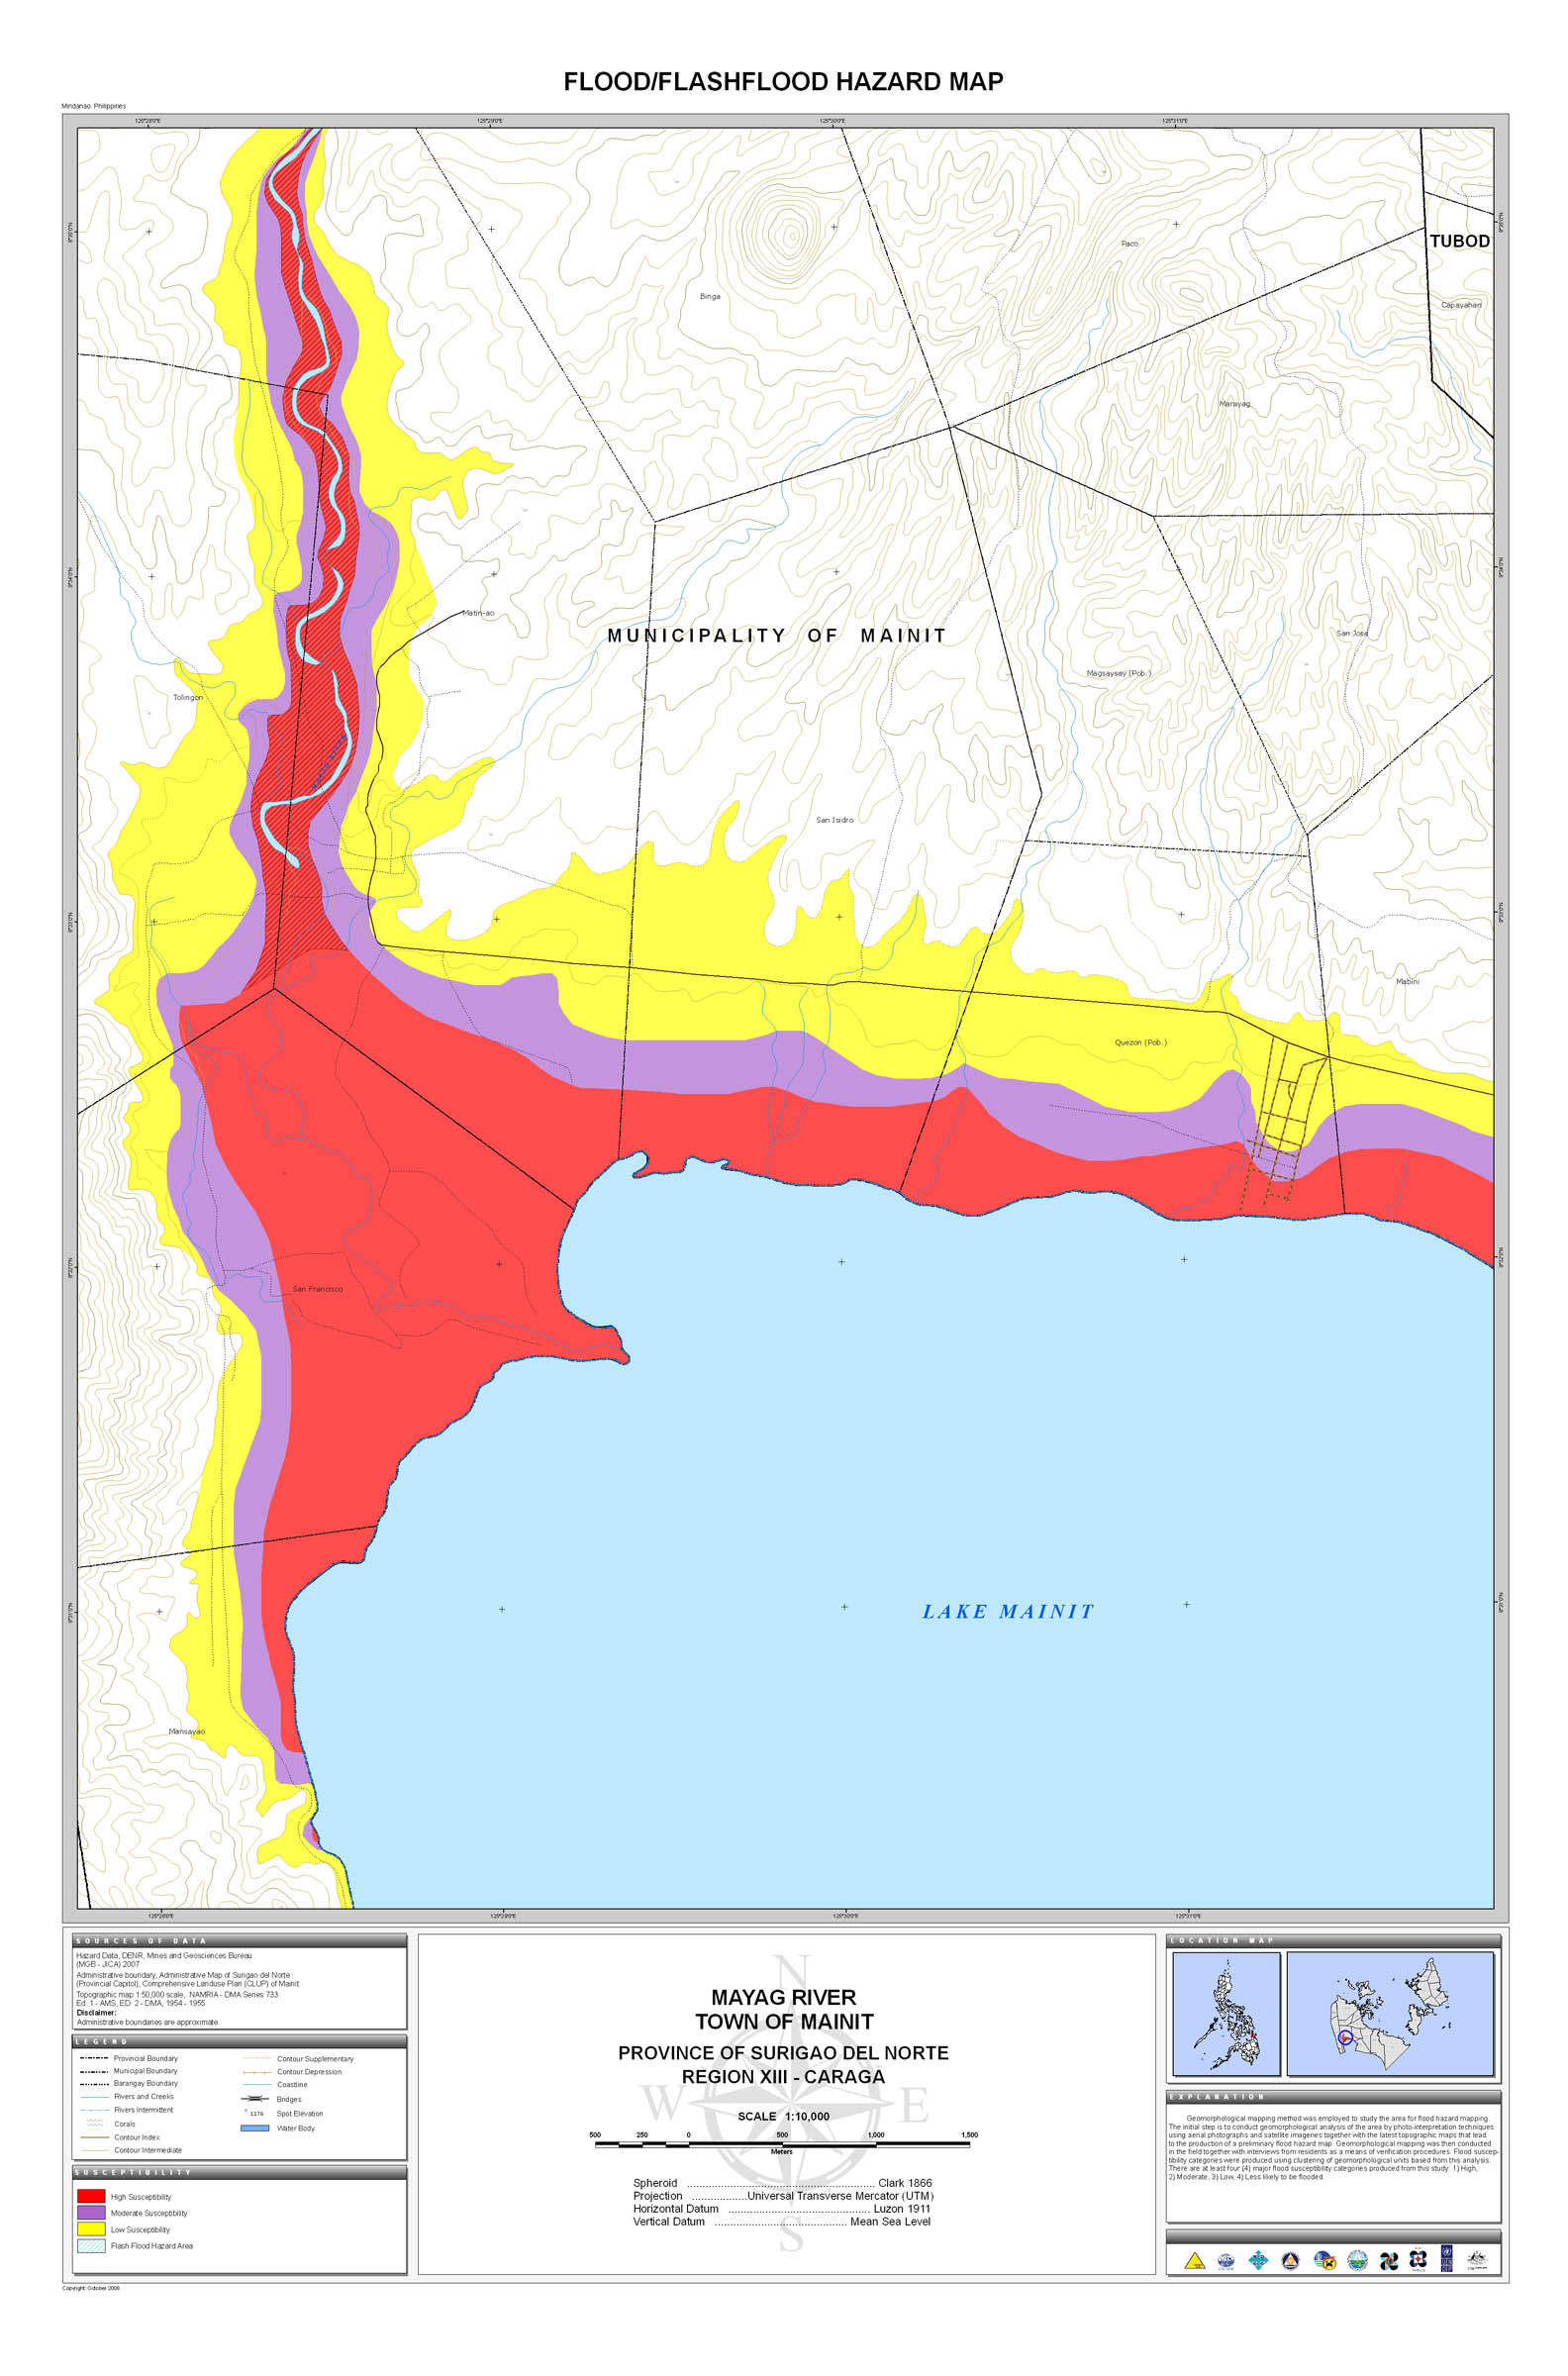 FLOOD/FLASHFLOOD HAZARD MAP
Mindanao, Philippines
TUBOD
Paco
Binga
Capayahan
Marayag
Matin-ao
MUNICIPALITY OF MAINIT
San Jose
Magsaysay (Pob.)
Tolingon
San Isidro
Mabini
Quezon (Pob.)
San Francisco
LAKE MAINIT
Mansayao
SOURCES OF DATA
Hazard Data, DENR, Mines and Geosciences Bureau
(MGB - JICA) 2007
Administrative boundary, Administrative Map of Surigao del Norte
(Provincial Capitol), Comprehensive Landuse Plan (CLUP) of Mainit
Topographic map 1:50,000 scale, NAMRIA - DMA Series 733
Ed. 1 - AMS, ED. 2 - DMA, 1954 - 1955
Disclaimer:
Administrative boundaries are approximate.
LEGEND
Provincial Boundary
Municipal Boundary
Barangay Boundary
Rivers and Creeks
Rivers Intermittent
Corals
Contour Index
Contour Intermediate
Contour Supplementary
Contour Depression
Coastline
Bridges
1176 Spot Elevation
Water Body
SUSCEPTIBILITY
High Susceptibility
Moderate Susceptibility
Low Susceptibility
Flash Flood Hazard Area
N
W
E
S
MAYAG RIVER
TOWN OF MAINIT
PROVINCE OF SURIGAO DEL NORTE
REGION XIII - CARAGA
SCALE 1:10,000
500 250 0 500 1,000 1,500
Meters
Spheroid ........ Clark 1866
Projection ........ Universal Transverse Mercator (UTM)
Horizontal Datum ........ Luzon 1911
Vertical Datum ........ Mean Sea Level
LOCATION MAP
EXPLANATION
Geomorphological mapping method was employed to study the area for flood hazard mapping.
The initial step is to conduct geomorphological analysis of the area by photo-interpretation techniques
using aerial photographs and satellite imagenes together with the latest topographic maps that lead
to the production of a preliminary flood hazard map. Geomorphological mapping was then conducted
in the field together with interviews from residents as a means of verification procedures. Flood suscep-
tibility categories were produced using clustering of geomorphological units based from this analysis.
There are at least four (4) major flood susceptibility categories produced from this study: 1) High,
2) Moderate, 3) Low, 4) Less likely to be flooded.
Copyright: October 2006